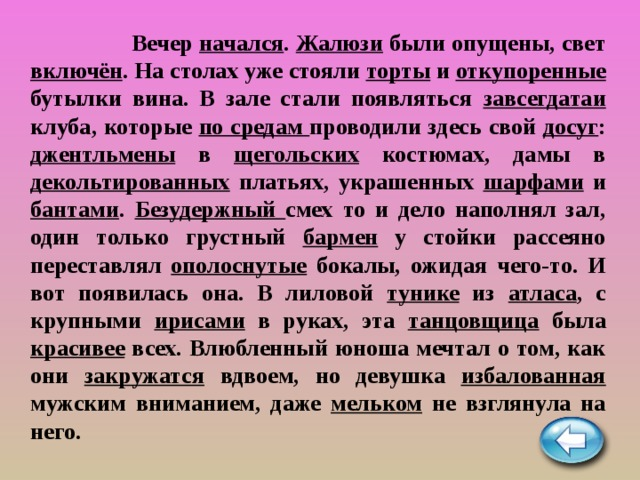 Вечер начался. Жалюзи были опущены, свет
включён. На столах уже стояли торты и откупоренные
бутылки вина. В зале стали появляться завсегдатаи
клуба, которые по средам проводили здесь свой досуг:
джентльмены в щегольских костюмах, дамы в
декольтированных платьях, украшенных шарфами и
бантами. Безудержный смех то и дело наполнял зал,
один только грустный бармен у стойки рассеяно
переставлял ополоснутые бокалы, ожидая чего-то. И
вот появилась она. В лиловой тунике из атласа, с
крупными ирисами в руках, эта танцовщица была
красивее всех. Влюбленный юноша мечтал о том, как
они закружатся вдвоем, но девушка избалованная
мужским вниманием, даже мельком не взглянула на
него.